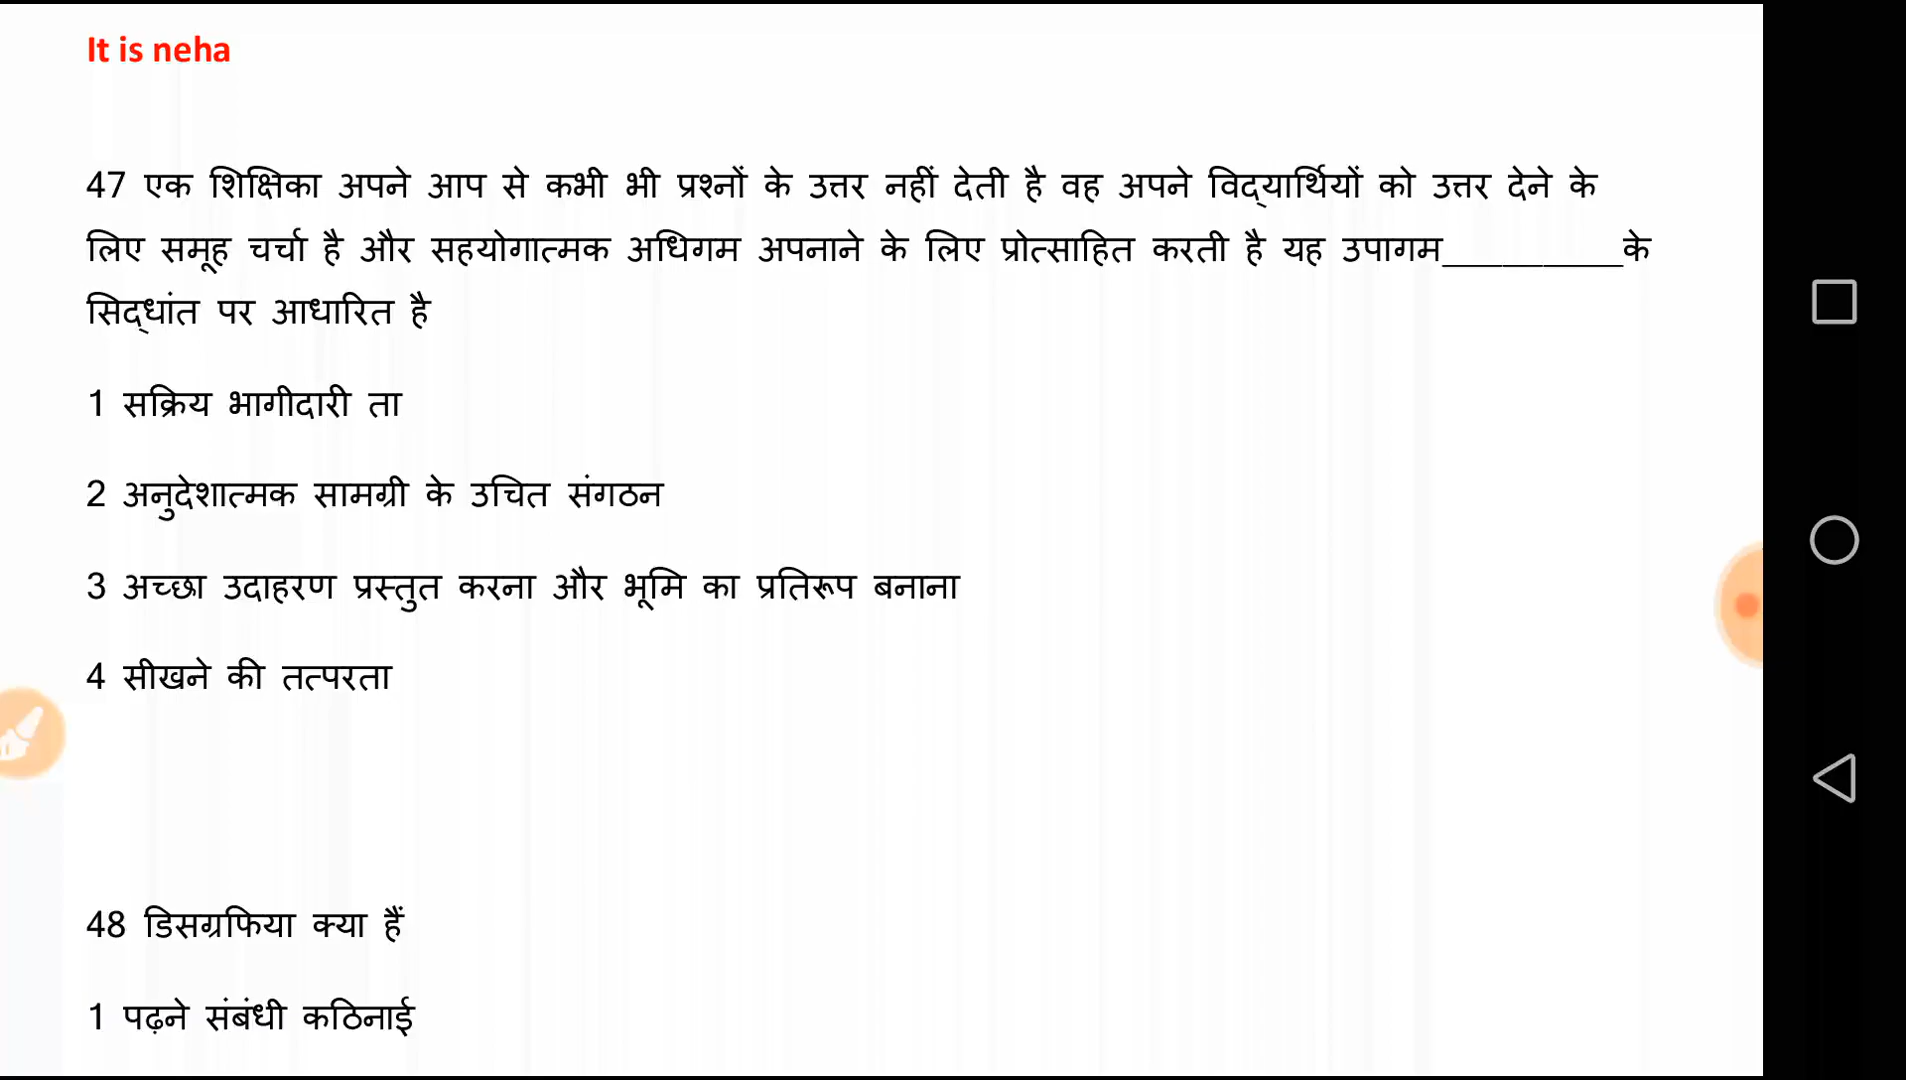 It is neha
47 एक शिक्षिका अपने आप से कभी भी प्रश्नों के उत्तर नहीं देती है वह अपने विद्यार्थियों को उत्तर देने के
लिए समूह चर्चा है और सहयोगात्मक अधिगम अपनाने के लिए प्रोत्साहित करती है यह उपागम_________के
सिद्धांत पर आधारित है
1 सक्रिय भागीदारी ता
2 अनुदेशात्मक सामग्री के उचित संगठन
3 अच्छा उदाहरण प्रस्तुत करना और भूमि का प्रतिरूप बनाना
4 सीखने की तत्परता
48 डिसग्रफिया क्या हैं
1 पढ़ने संबंधी कठिनाई